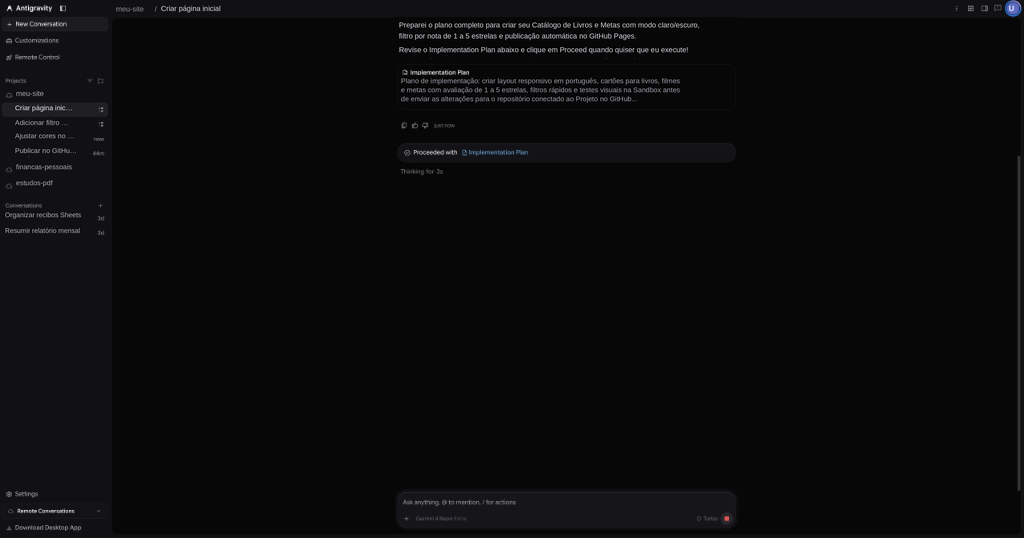 Antigravity
meu-site / Criar página inicial
U
+ New Conversation
Customizations
Remote Control
Projects
meu-site
Criar página inic...
Adicionar filtro ...
Ajustar cores no ... now
Publicar no GitHu... 44m
financas-pessoais
estudos-pdf
Conversations +
Organizar recibos Sheets 3d
Resumir relatório mensal 3d
Settings
Remote Conversations
Download Desktop App
Preparei o plano completo para criar seu Catálogo de Livros e Metas com modo claro/escuro,
filtro por nota de 1 a 5 estrelas e publicação automática no GitHub Pages.
Revise o Implementation Plan abaixo e clique em Proceed quando quiser que eu execute!
Implementation Plan
Plano de implementação: criar layout responsivo em português, cartões para livros, filmes
e metas com avaliação de 1 a 5 estrelas, filtros rápidos e testes visuais na Sandbox antes
de enviar as alterações para o repositório conectado ao Projeto no GitHub...
just now
Proceeded with Implementation Plan
Thinking for 3s
Ask anything, @ to mention, / for actions
+ Gemini 4 Turbo